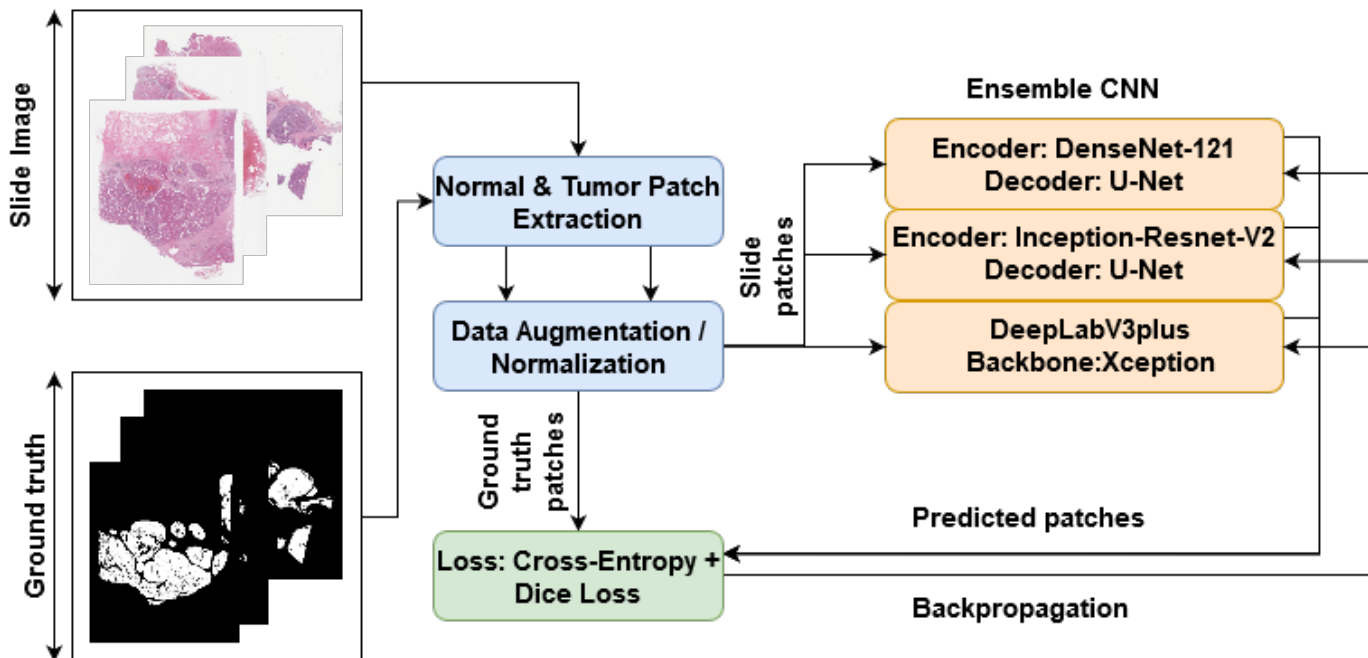 Slide Image
Ground truth
Normal & Tumor Patch
Extraction
Data Augmentation /
Normalization
Slide
patches
Ground
truth
patches
Loss: Cross-Entropy +
Dice Loss
Ensemble CNN
Encoder: DenseNet-121
Decoder: U-Net
Encoder: Inception-Resnet-V2
Decoder: U-Net
DeepLabV3plus
Backbone:Xception
Predicted patches
Backpropagation